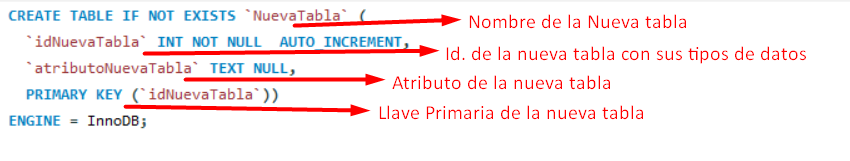 CREATE TABLE IF NOT EXISTS `NuevaTabla` (
Nombre de la Nueva tabla
`idNuevaTabla` INT NOT NULL AUTO_INCREMENT,
Id. de la nueva tabla con sus tipos de datos
`atributoNuevaTabla` TEXT NULL,
Atributo de la nueva tabla
PRIMARY KEY (`idNuevaTabla`))
Llave Primaria de la nueva tabla
ENGINE = InnoDB;